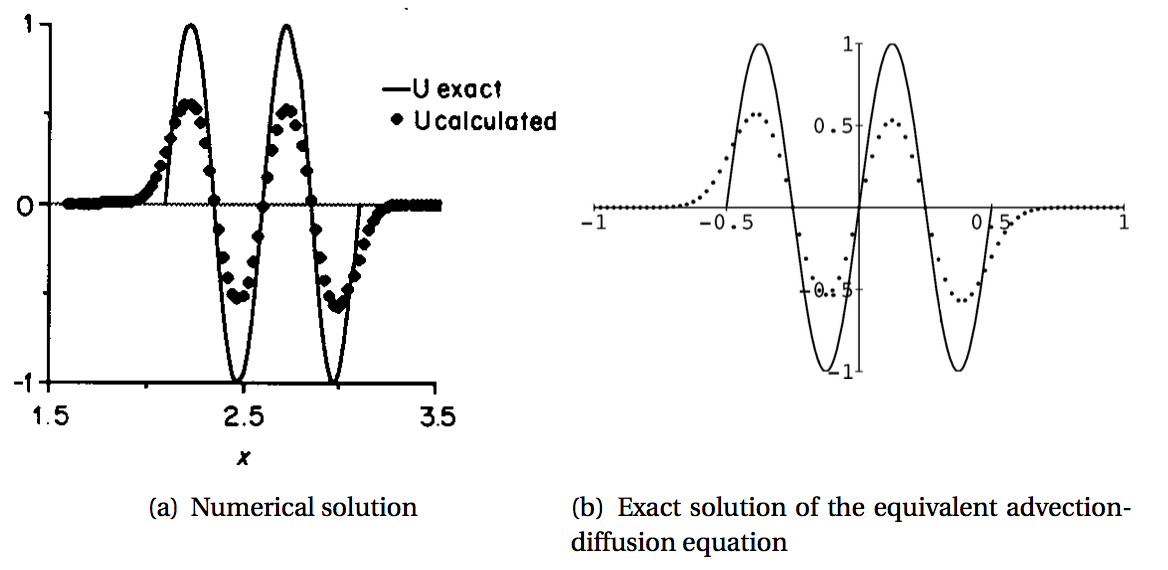 1
—U exact
● U calculated
0
-1
1.5
2.5
3.5
x
1
0.5
-1
-0.5
0.5
1
-0.5
-1
(a) Numerical solution
(b) Exact solution of the equivalent advection-
diffusion equation